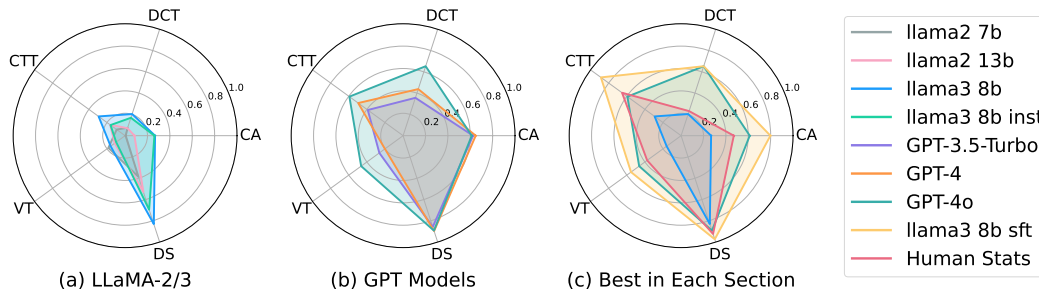 DCT
CTT
1.0
0.8
0.6
0.4
0.2
CA
VT
DS
(a) LLaMA-2/3
DCT
CTT
1.0
0.8
0.6
0.4
0.2
CA
VT
DS
(b) GPT Models
DCT
CTT
1.0
0.8
0.6
0.4
0.2
CA
VT
DS
(c) Best in Each Section
llama2 7b
llama2 13b
llama3 8b
llama3 8b inst
GPT-3.5-Turbo
GPT-4
GPT-4o
llama3 8b sft
Human Stats